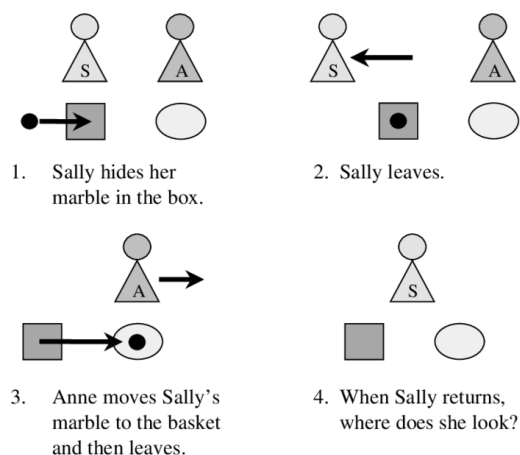 S
A
S
A
1. Sally hides her
marble in the box.
2. Sally leaves.
A
S
3. Anne moves Sally's
marble to the basket
and then leaves.
4. When Sally returns,
where does she look?